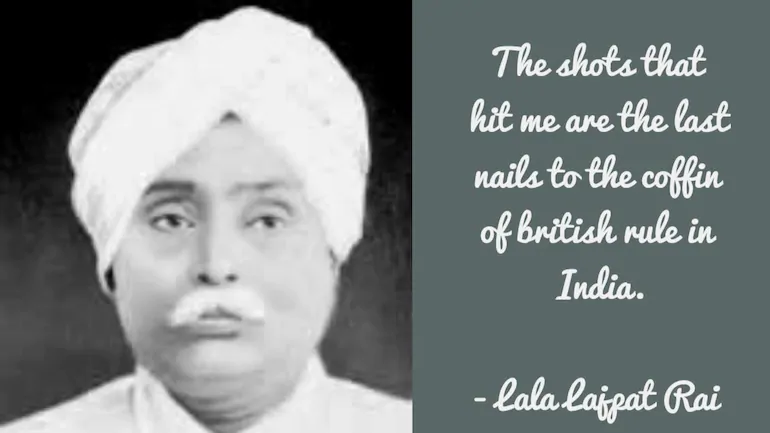 The shots that
hit me are the last
nails to the coffin
of british rule in
India.
- Lala Lajpat Rai